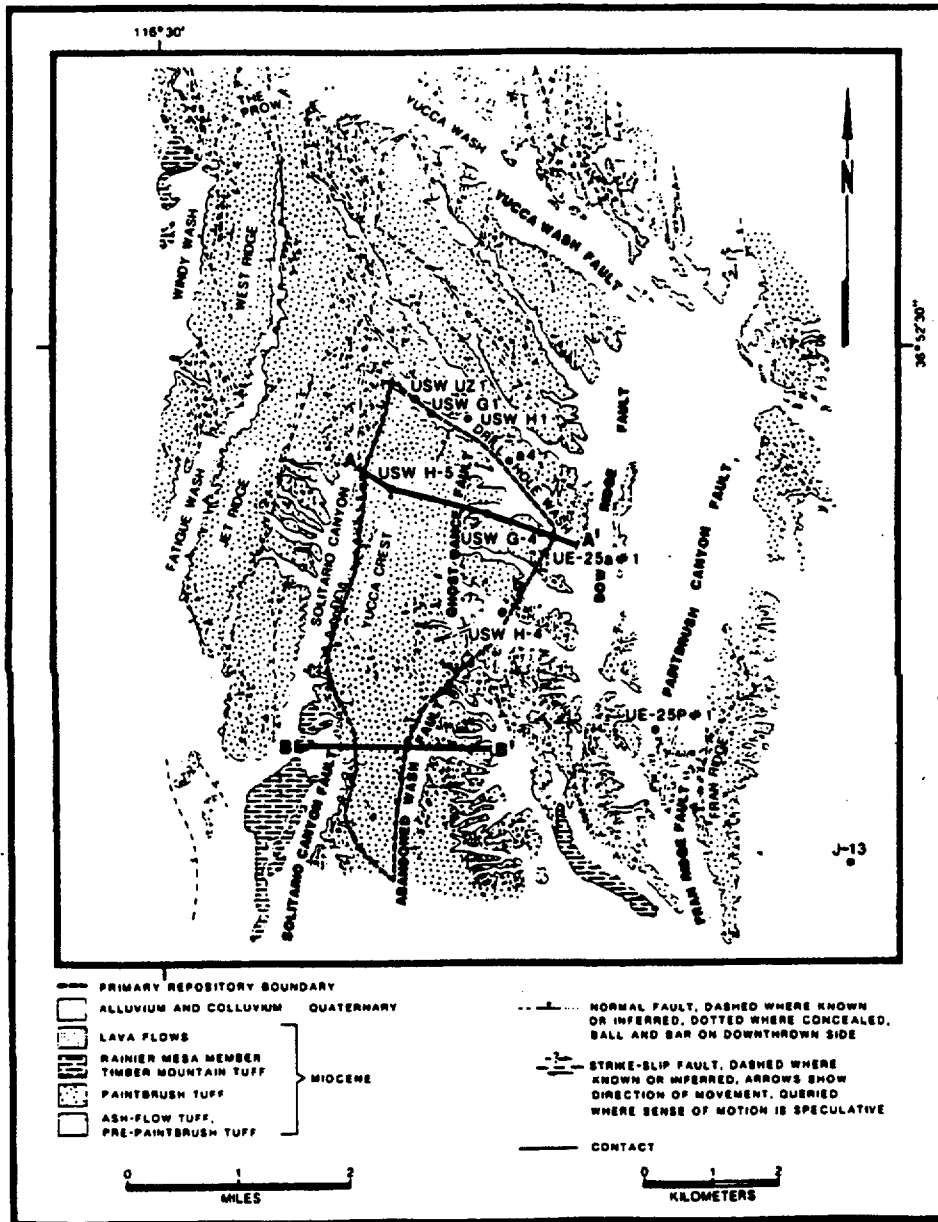 116°30'
THE PROW
YUCCA WASH
YUCCA WASH FAULT
WINDY WASH
WEST RIDGE
36°52'30"
N
FATIGUE WASH
JET RIDGE
SOLITARIO CANYON
YUCCA CREST
USW UZ1
USW G1
USW H1
DRILL HOLE WASH
A
USW H-5
GHOST DANCE FAULT
USW G-4
A'
UE-25a#1
BOW RIDGE FAULT
PAINTBRUSH CANYON FAULT
USW H-4
UE-25P#1
B
B'
SOLITARIO CANYON FAULT
ABANDONED WASH FAULT
FRAN RIDGE FAULT
FRAN RIDGE
J-13
PRIMARY REPOSITORY BOUNDARY
ALLUVIUM AND COLLUVIUM QUATERNARY
LAVA FLOWS
RAINIER MESA MEMBER
TIMBER MOUNTAIN TUFF
PAINTBRUSH TUFF
ASH-FLOW TUFF,
PRE-PAINTBRUSH TUFF
MIOCENE
NORMAL FAULT, DASHED WHERE KNOWN
OR INFERRED, DOTTED WHERE CONCEALED,
BALL AND BAR ON DOWNTHROWN SIDE
STRIKE-SLIP FAULT, DASHED WHERE
KNOWN OR INFERRED, ARROWS SHOW
DIRECTION OF MOVEMENT, QUERIED
WHERE SENSE OF MOTION IS SPECULATIVE
CONTACT
0 1 2
MILES
0 1 2
KILOMETERS